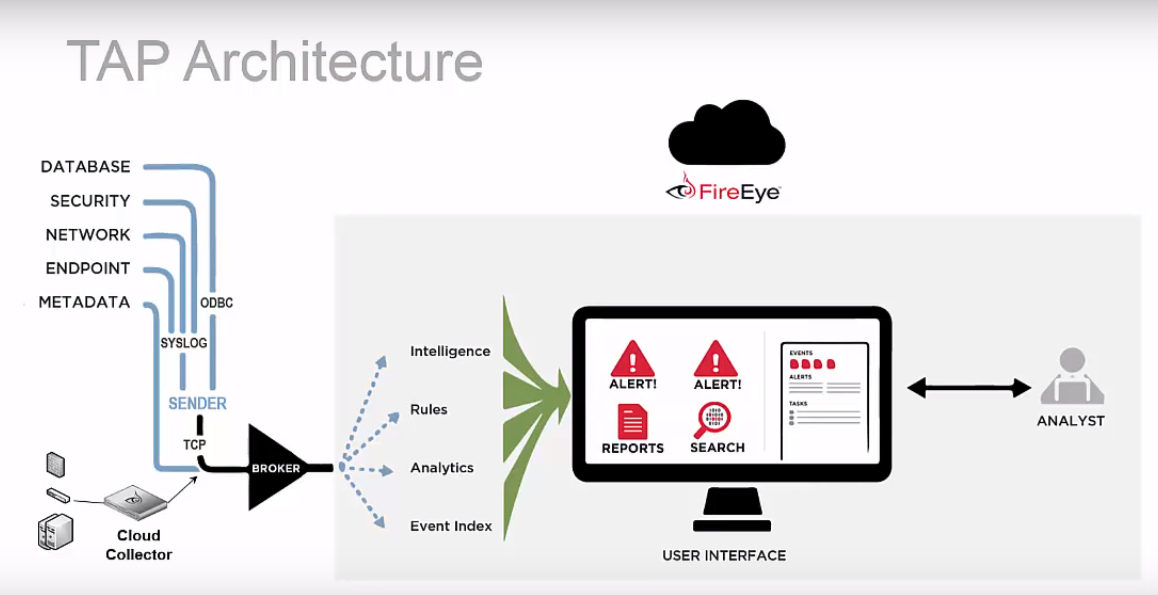 TAP Architecture
FireEye
DATABASE
SECURITY
NETWORK
ENDPOINT
METADATA
ODBC
SYSLOG
SENDER
TCP
BROKER
Cloud
Collector
Intelligence
Rules
Analytics
Event Index
ALERT!
ALERT!
REPORTS
SEARCH
EVENTS
ALERTS
TASKS
USER INTERFACE
ANALYST